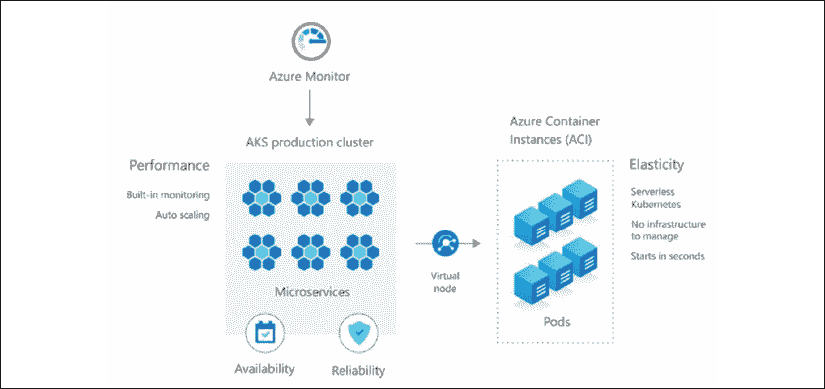 Azure Monitor
AKS production cluster
Performance
Built-in monitoring
Auto scaling
Microservices
Availability
Reliability
Virtual
node
Azure Container
Instances (ACI)
Pods
Elasticity
Serverless
Kubernetes
No infrastructure
to manage
Starts in seconds